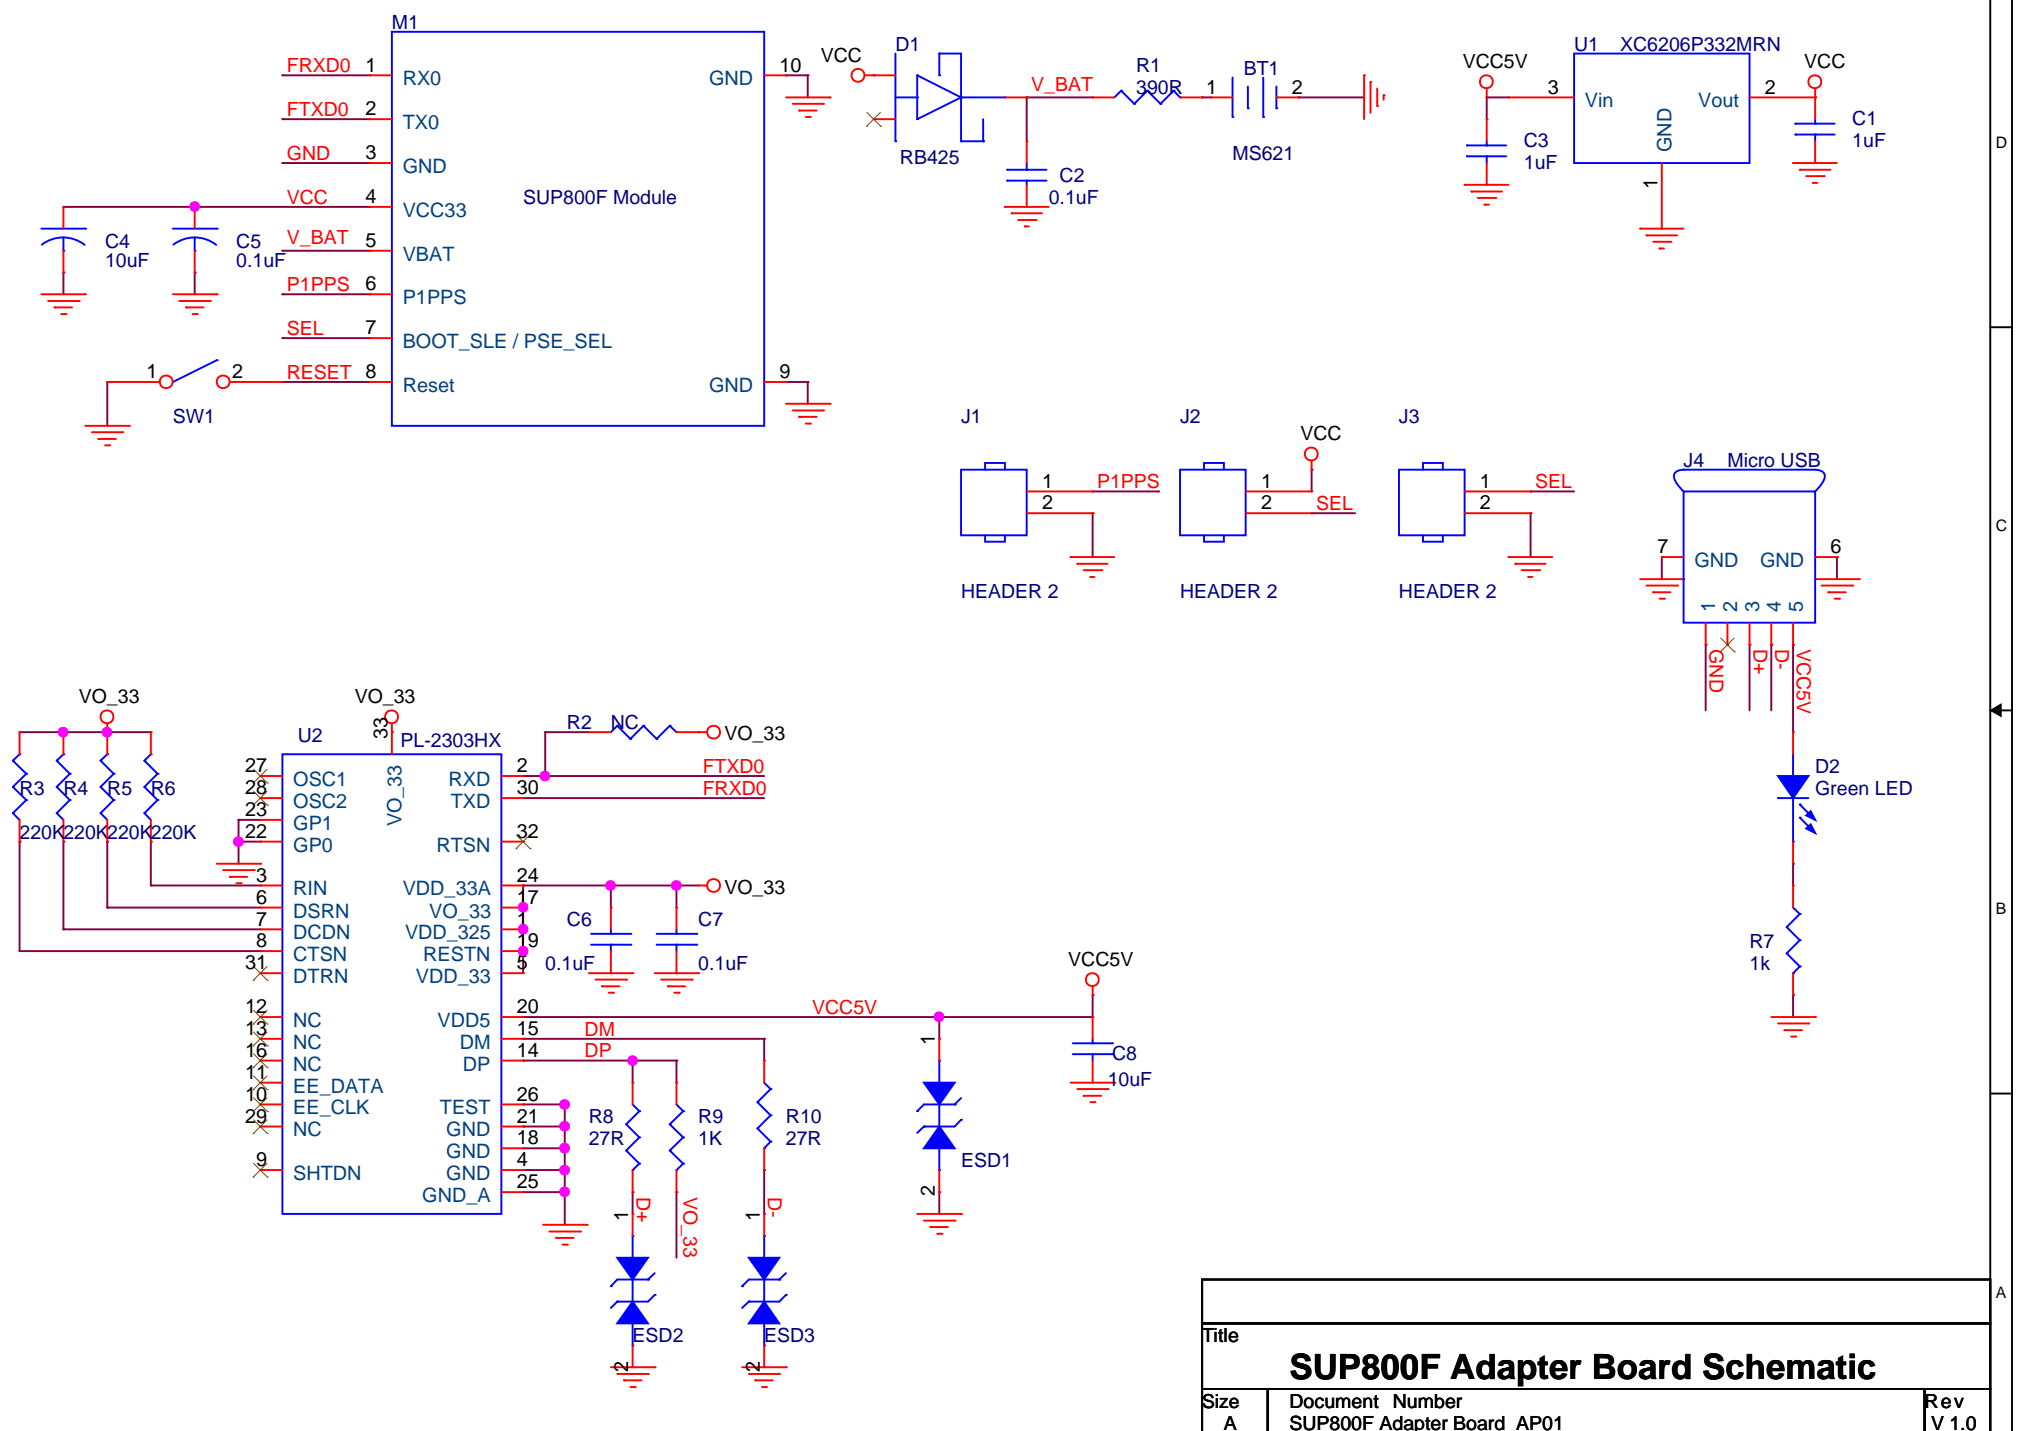 M1
FRXD0 1 RX0
FTXD0 2 TX0
GND 3 GND
VCC 4 VCC33
V_BAT 5 VBAT
P1PPS 6 P1PPS
SEL 7 BOOT_SLE / PSE_SEL
RESET 8 Reset
SUP800F Module
GND 10
GND 9
C4
10uF
C5
0.1uF
1 2
SW1
VCC
D1
RB425
V_BAT
C2
0.1uF
R1
390R
1 BT1 2
MS621
U1 XC6206P332MRN
VCC5V
3 Vin
Vout 2
GND
1
VCC
C3
1uF
C1
1uF
J1
1 P1PPS
2
HEADER 2
J2
VCC
1
2 SEL
HEADER 2
J3
1 SEL
2
HEADER 2
J4 Micro USB
7 GND GND 6
1 2 3 4 5
GND D+ D- VCC5V
D2
Green LED
R7
1k
VO_33
R3 R4 R5 R6
220K 220K 220K 220K
VO_33
33
U2 PL-2303HX
VO_33
27 OSC1
28 OSC2
23 GP1
22 GP0
3 RIN
6 DSRN
7 DCDN
8 CTSN
31 DTRN
12 NC
13 NC
16 NC
11 EE_DATA
10 EE_CLK
29 NC
9 SHTDN
RXD 2
TXD 30
RTSN 32
VDD_33A 24
VO_33 17
VDD_325 1
RESTN 19
VDD_33 5
VDD5 20
DM 15
DP 14
TEST 26
GND 21
GND 18
GND 4
GND_A 25
R2 NC VO_33
FTXD0
FRXD0
VO_33
C6
0.1uF
C7
0.1uF
VCC5V
VCC5V
C8
10uF
DM
DP
R8
27R
R9
1K
R10
27R
D+
VO_33
D-
1
ESD1
2
1
ESD2
2
1
ESD3
2
D
C
B
A
Title
SUP800F Adapter Board Schematic
Size Document Number Rev
A SUP800F Adapter Board AP01 V 1.0